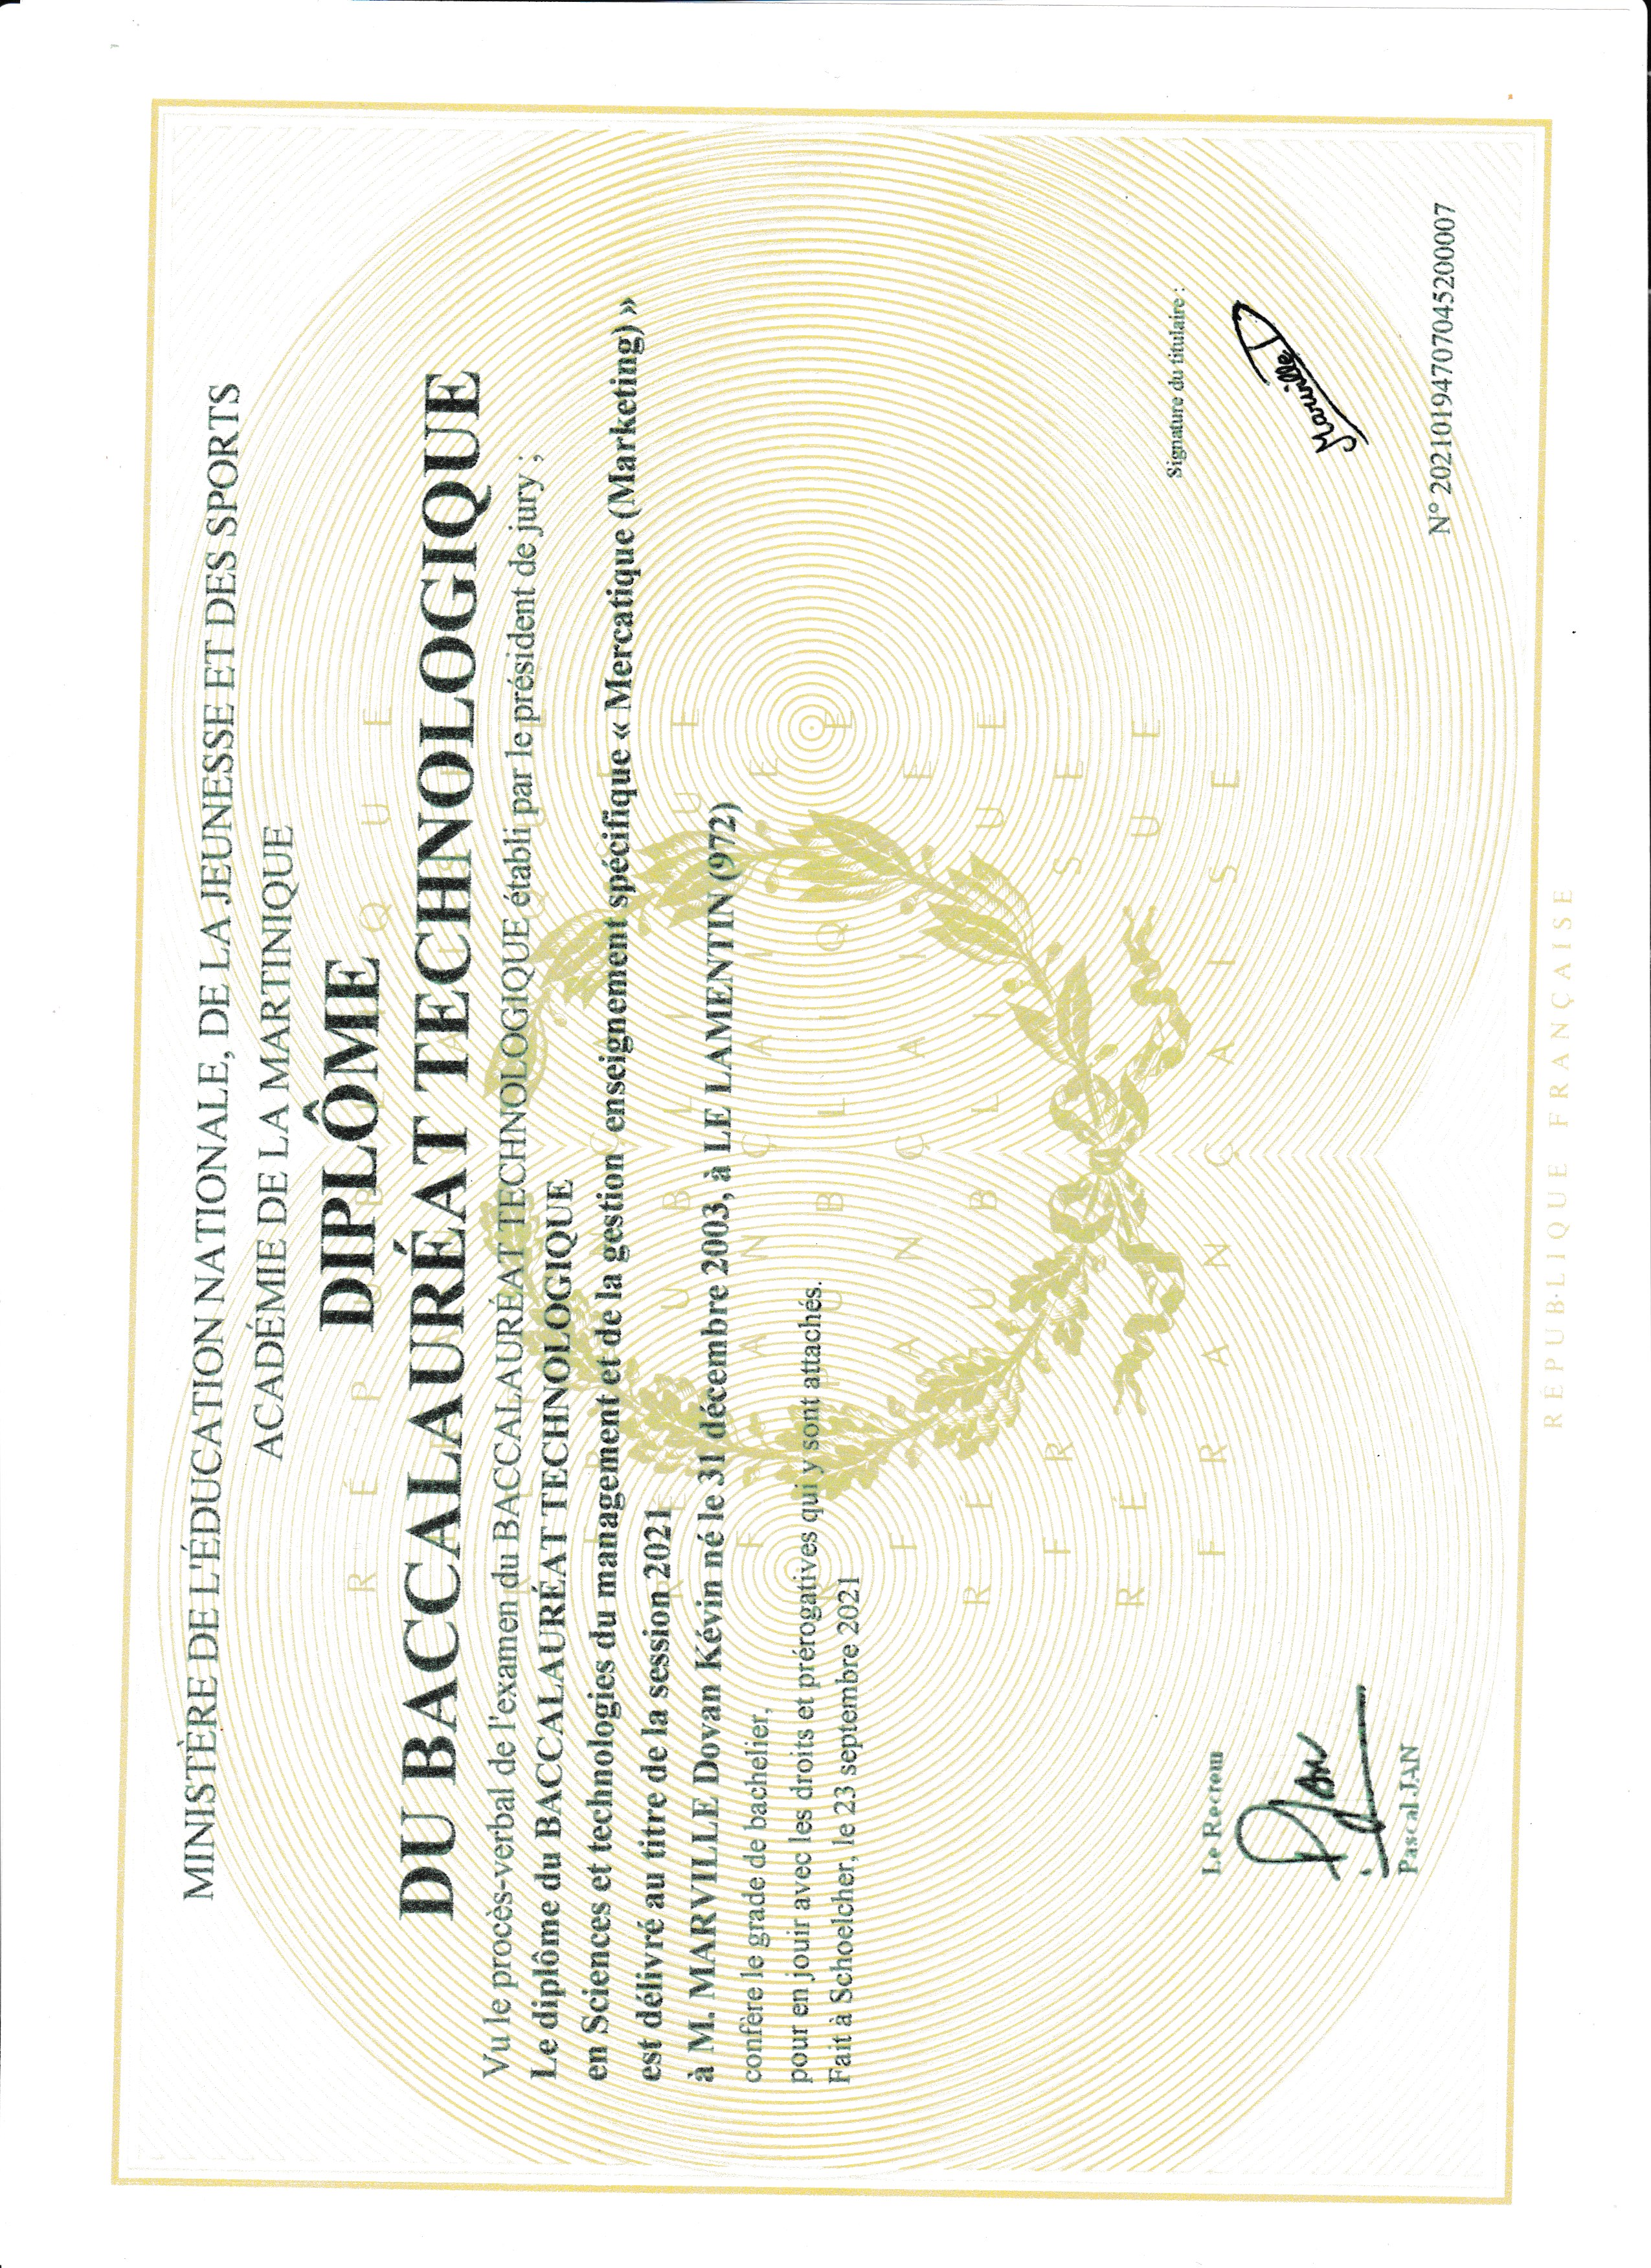 MINISTÈRE DE L'ÉDUCATION NATIONALE, DE LA JEUNESSE ET DES SPORTS
ACADÉMIE DE LA MARTINIQUE
DIPLÔME
DU BACCALAURÉAT TECHNOLOGIQUE
Vu le procès-verbal de l'examen du BACCALAURÉAT TECHNOLOGIQUE établi par le président de jury ;
Le diplôme du BACCALAURÉAT TECHNOLOGIQUE
en Sciences et technologies du management et de la gestion enseignement spécifique « Mercatique (Marketing) »
est délivré au titre de la session 2021
à M. MARVILLE Dovan Kévin né le 31 décembre 2003, à LE LAMENTIN (972)
confère le grade de bachelier,
pour en jouir avec les droits et prérogatives qui y sont attachés.
Fait à Schoelcher, le 23 septembre 2021
Le Recteur
Signature du titulaire :
PJan
Marville D
Pascal JAN
N° 20210194707045200007
RÉPUBLIQUE FRANÇAISE